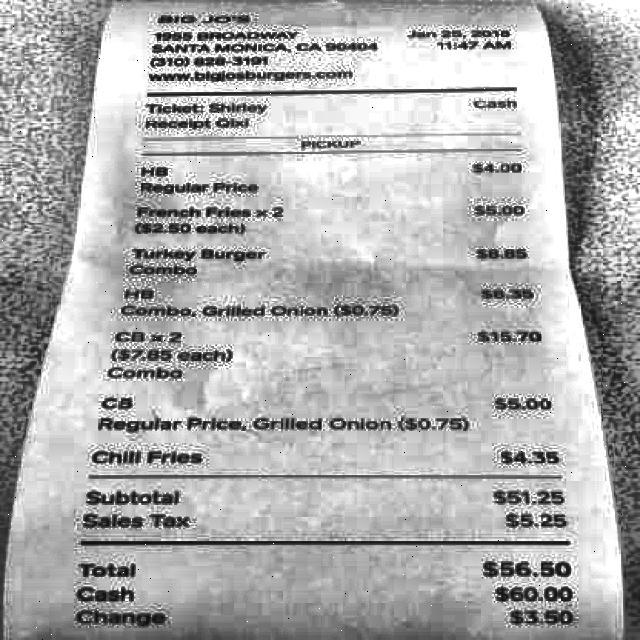 BIG JO'S
1955 BROADWAY Jan 25, 2015
SANTA MONICA, CA 90404 11:47 AM
(310) 828-3191
www.bigjosburgers.com
Ticket: Shirley Cash
Receipt
PICKUP
HB $4.00
Regular Price
French Fries x 2 $5.00
($2.50 each)
Turkey Burger $8.85
Combo
HB $8.35
Combo, Grilled Onion ($0.75)
CB x 2 $15.70
($7.85 each)
Combo
CB $5.00
Regular Price, Grilled Onion ($0.75)
Chili Fries $4.35
Subtotal $51.25
Sales Tax $5.25
Total $56.50
Cash $60.00
Change $3.50